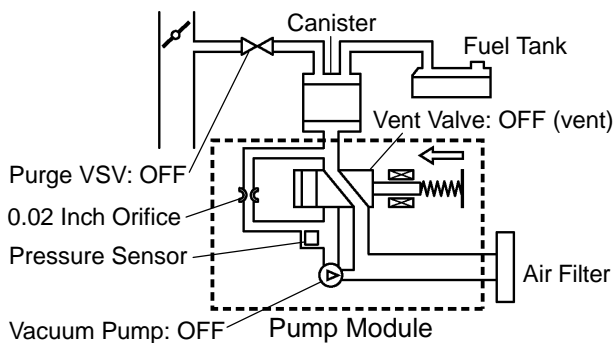 Canister
Fuel Tank
Vent Valve: OFF (vent)
Purge VSV: OFF
0.02 Inch Orifice
Pressure Sensor
Air Filter
Vacuum Pump: OFF
Pump Module